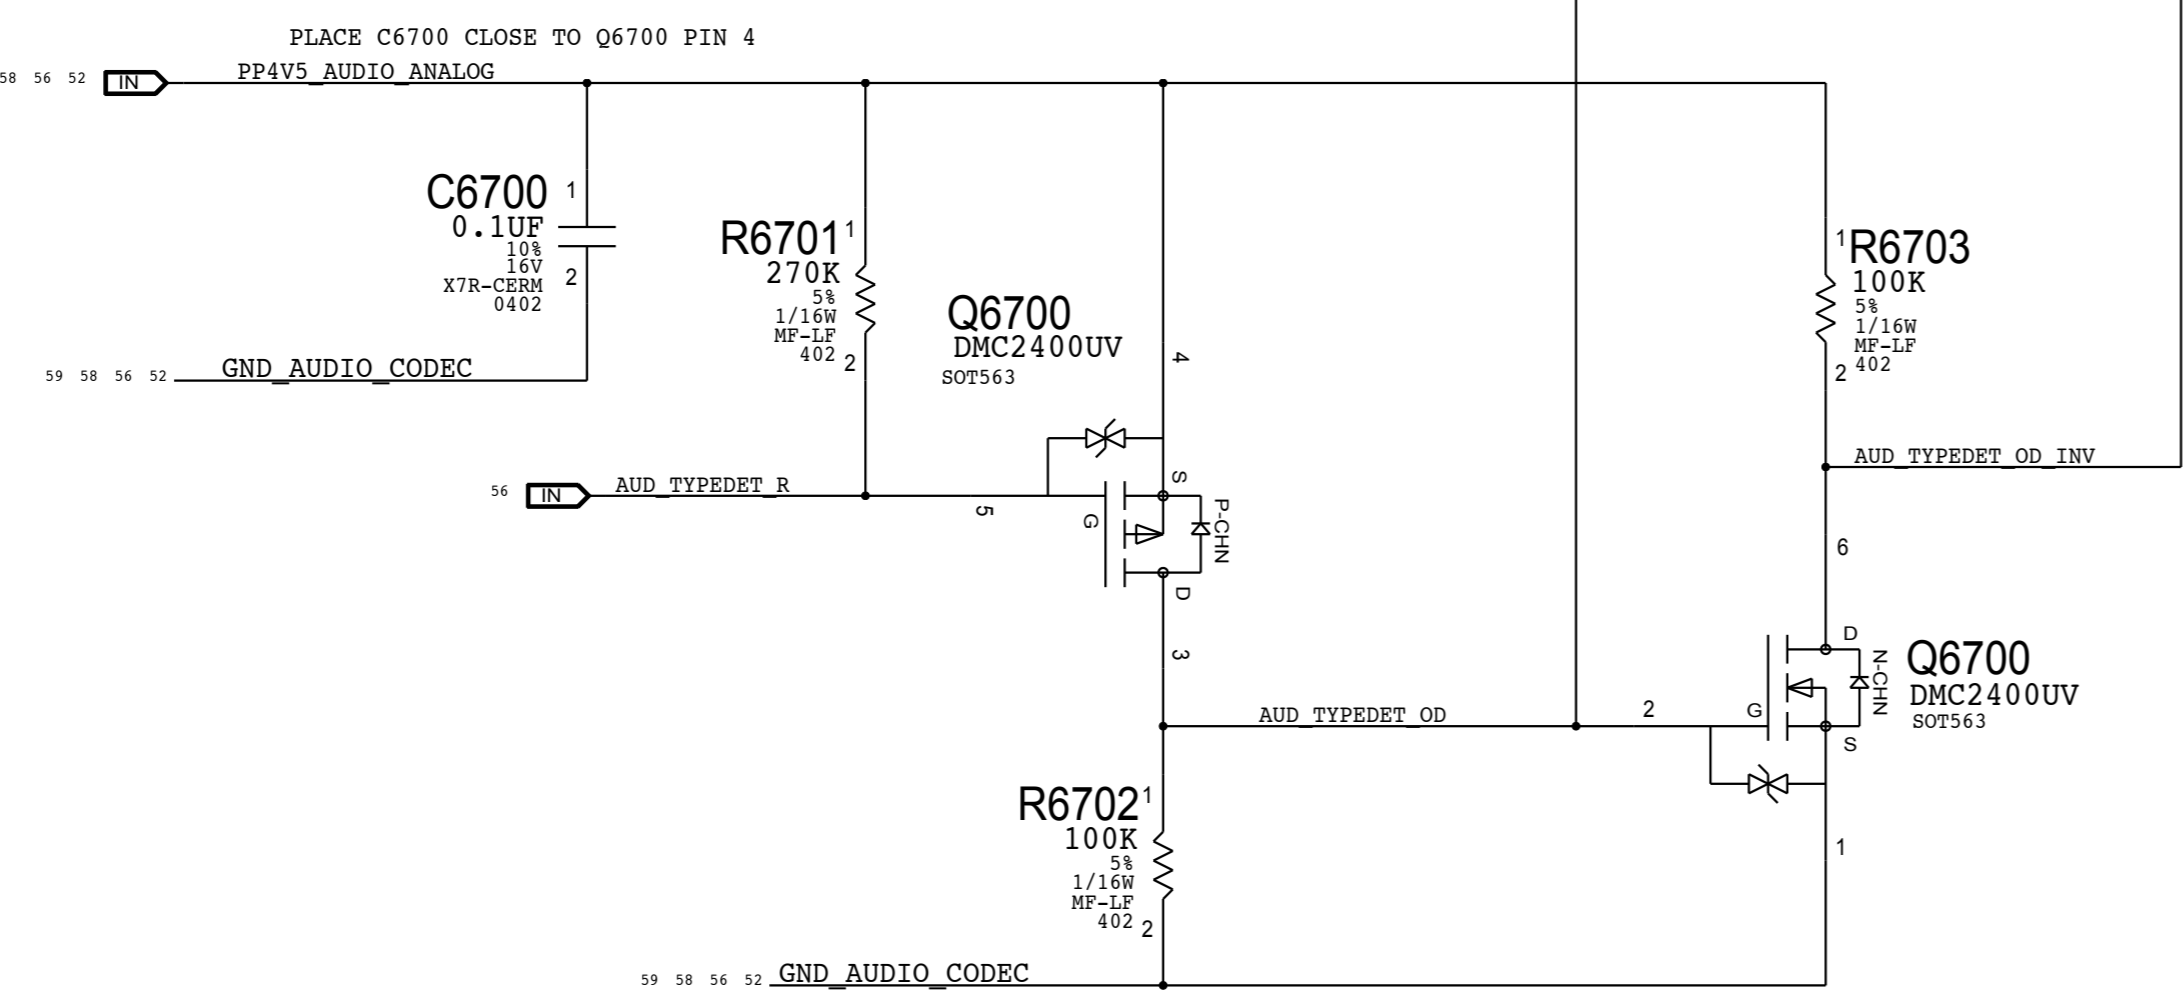 PLACE C6700 CLOSE TO Q6700 PIN 4
58 56 52 IN PP4V5_AUDIO_ANALOG
C6700 1
0.1UF
10%
16V
X7R-CERM
0402
2
59 58 56 52 GND_AUDIO_CODEC
R6701 1
270K
5%
1/16W
MF-LF
402
2
Q6700
DMC2400UV
SOT563
4
56 IN AUD_TYPEDET_R
5
G
S
P-CHN
D
3
1 R6703
100K
5%
1/16W
MF-LF
402
2
AUD_TYPEDET_OD_INV
6
AUD_TYPEDET_OD
2
G
D
N-CHN
S
Q6700
DMC2400UV
SOT563
1
R6702 1
100K
5%
1/16W
MF-LF
402
2
59 58 56 52 GND_AUDIO_CODEC